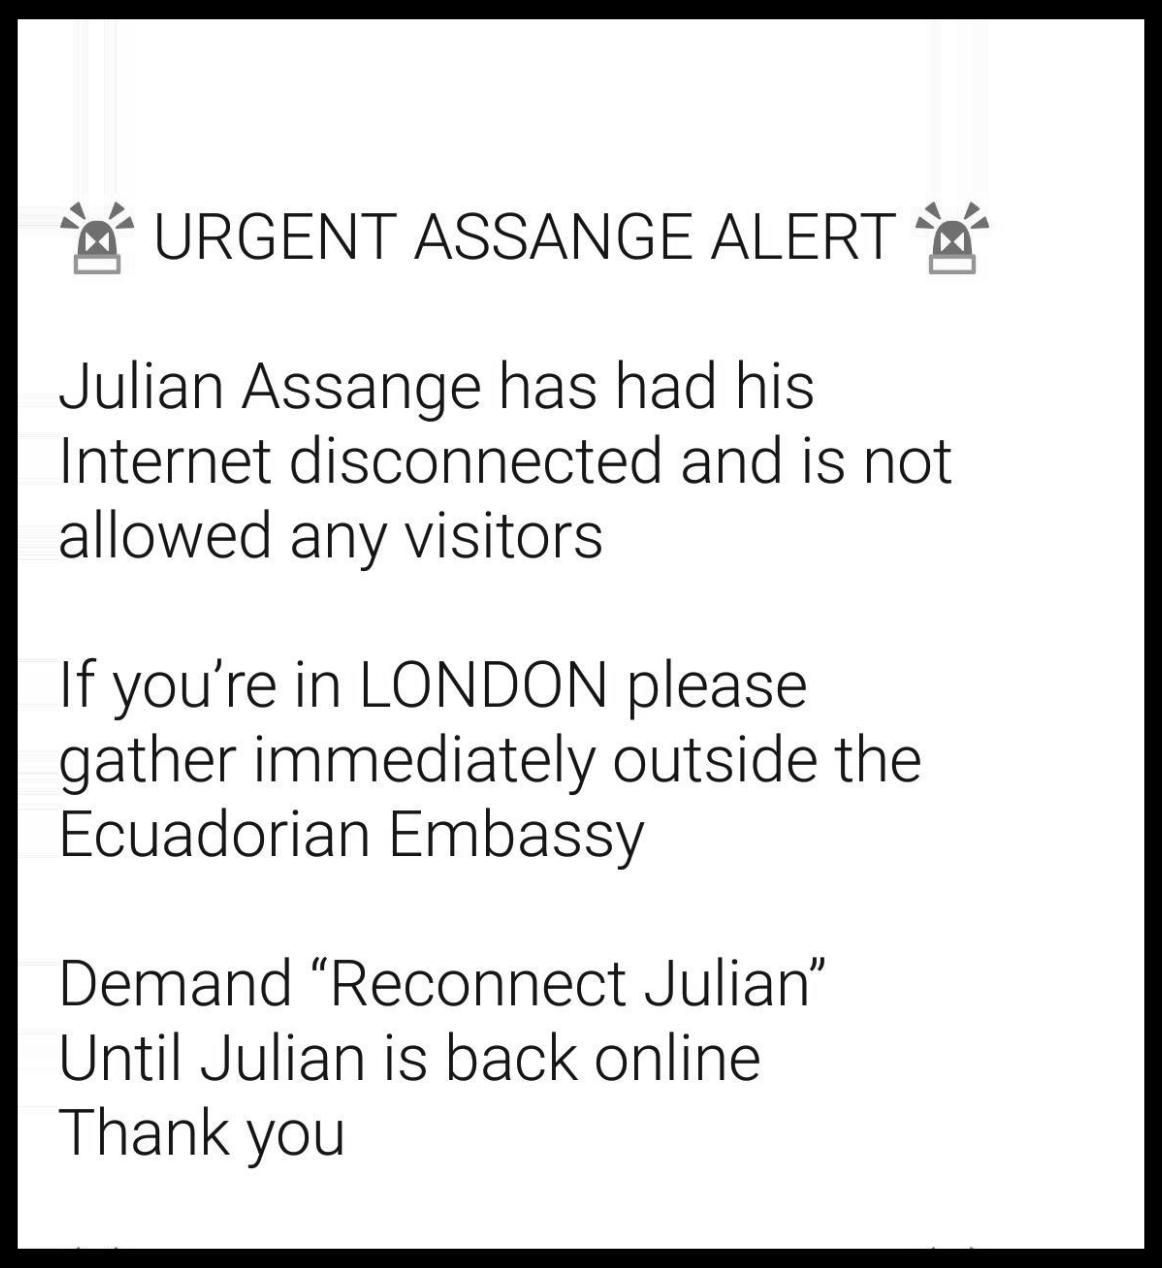 🚨 URGENT ASSANGE ALERT 🚨
Julian Assange has had his
Internet disconnected and is not
allowed any visitors
If you’re in LONDON please
gather immediately outside the
Ecuadorian Embassy
Demand “Reconnect Julian”
Until Julian is back online
Thank you